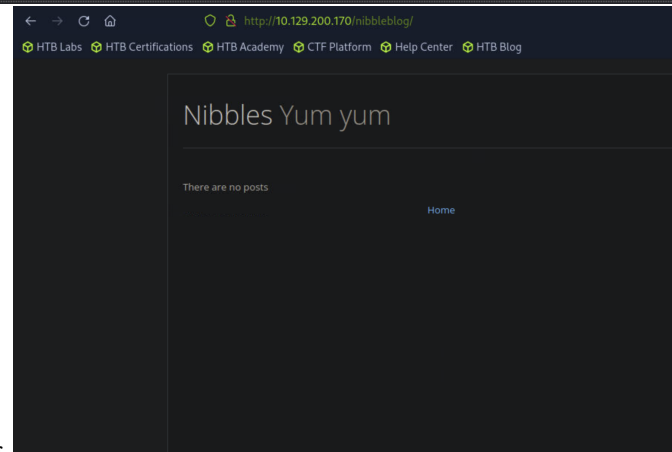 http://10.129.200.170/nibbleblog/
HTB Labs HTB Certifications HTB Academy CTF Platform Help Center HTB Blog
Nibbles Yum yum
There are no posts
Home